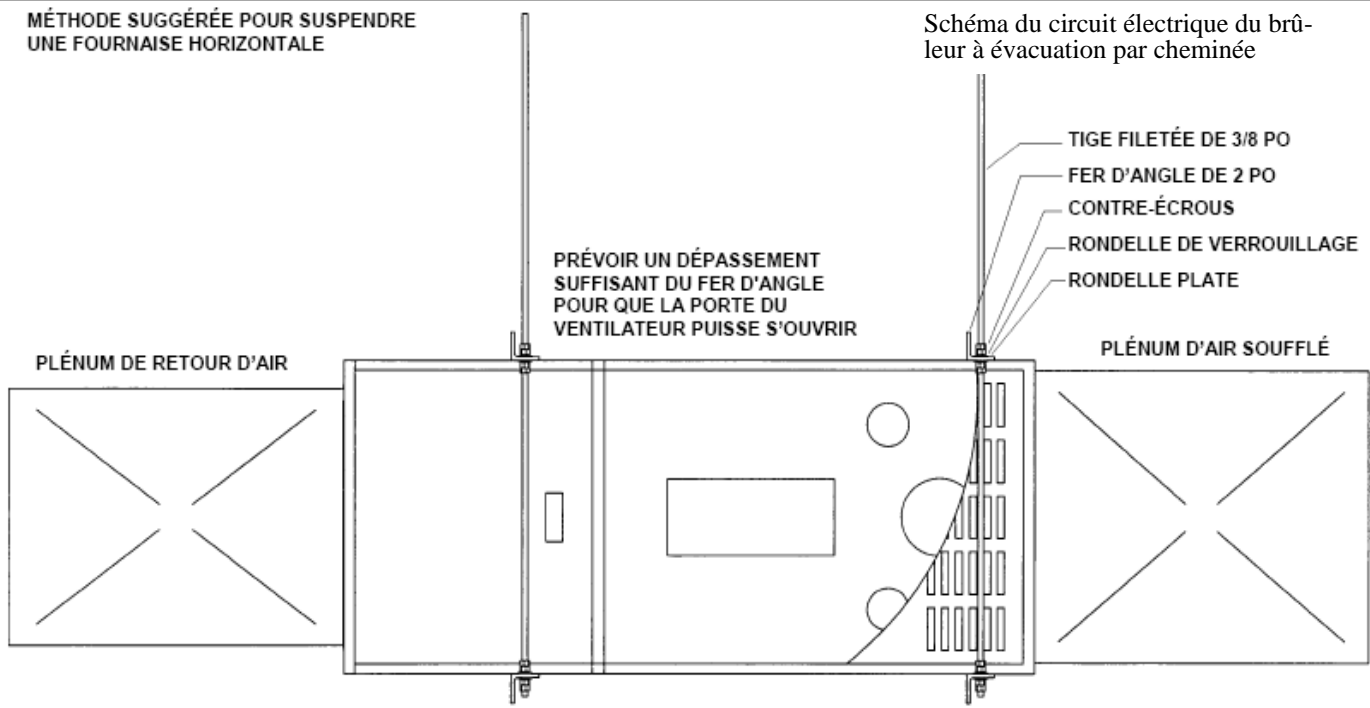 MÉTHODE SUGGÉRÉE POUR SUSPENDRE
UNE FOURNAISE HORIZONTALE
Schéma du circuit électrique du brû-
leur à évacuation par cheminée
TIGE FILETÉE DE 3/8 PO
FER D'ANGLE DE 2 PO
CONTRE-ÉCROUS
RONDELLE DE VERROUILLAGE
RONDELLE PLATE
PRÉVOIR UN DÉPASSEMENT
SUFFISANT DU FER D'ANGLE
POUR QUE LA PORTE DU
VENTILATEUR PUISSE S'OUVRIR
PLÉNUM DE RETOUR D'AIR
PLÉNUM D'AIR SOUFFLÉ